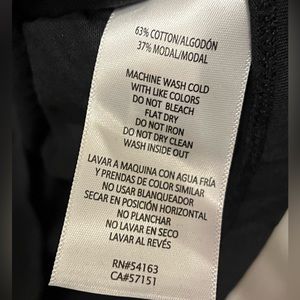 63% COTTON/ALGODÓN
37% MODAL/MODAL
MACHINE WASH COLD
WITH LIKE COLORS
DO NOT BLEACH
FLAT DRY
DO NOT IRON
DO NOT DRY CLEAN
WASH INSIDE OUT
LAVAR A MAQUINA CON AGUA FRÍA
Y PRENDAS DE COLOR SIMILAR
NO USAR BLANQUEADOR
SECAR EN POSICIÓN HORIZONTAL
NO PLANCHAR
NO LAVAR EN SECO
LAVAR AL REVÉS
RN#54163
CA#57151